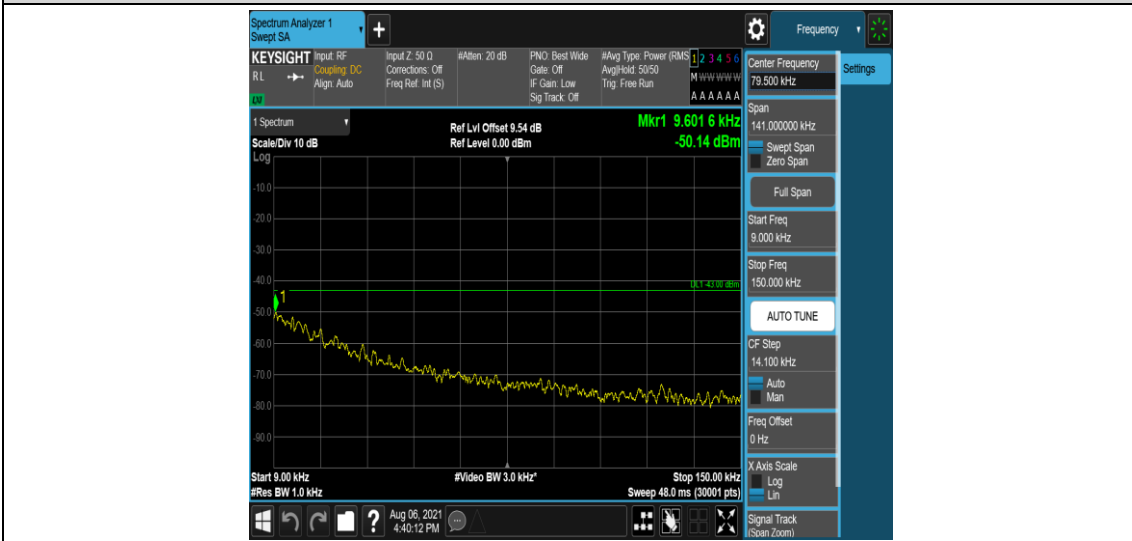 Spectrum Analyzer 1
Swept SA
+
Frequency
KEYSIGHT
R L
LXI
Input: RF
Coupling: DC
Align: Auto
Input Z: 50 Ω
Corrections: Off
Freq Ref: Int (S)
#Atten: 20 dB
PNO: Best Wide
Gate: Off
IF Gain: Low
Sig Track: Off
#Avg Type: Power (RMS
Avg|Hold: 50/50
Trig: Free Run
1 2 3 4 5 6
M W W W W W
A A A A A A
Center Frequency
79.500 kHz
Settings
Span
141.000000 kHz
Swept Span
Zero Span
Full Span
Start Freq
9.000 kHz
Stop Freq
150.000 kHz
AUTO TUNE
CF Step
14.100 kHz
Auto
Man
Freq Offset
0 Hz
X Axis Scale
Log
Lin
Signal Track
(Span Zoom)
1 Spectrum
Scale/Div 10 dB
Ref Lvl Offset 9.54 dB
Ref Level 0.00 dBm
Mkr1 9.601 6 kHz
-50.14 dBm
Log
-10.0
-20.0
-30.0
-40.0
DL1 -43.00 dBm
1
-50.0
-60.0
-70.0
-80.0
-90.0
Start 9.00 kHz
#Video BW 3.0 kHz*
Stop 150.00 kHz
#Res BW 1.0 kHz
Sweep 48.0 ms (30001 pts)
?
Aug 06, 2021
4:40:12 PM